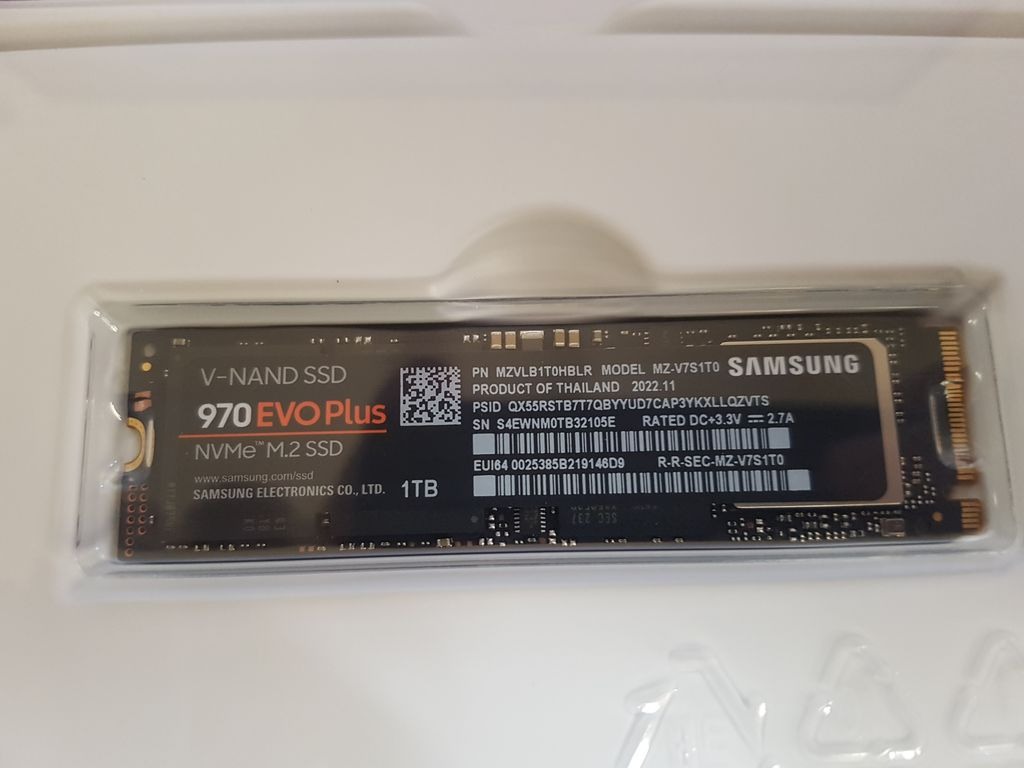 V-NAND SSD
970 EVO Plus
NVMe™ M.2 SSD
www.samsung.com/ssd
SAMSUNG ELECTRONICS CO., LTD.
1TB
PN MZVLB1T0HBLR MODEL MZ-V7S1T0
SAMSUNG
PRODUCT OF THAILAND 2022.11
PSID QX55RSTB7T7QBYYUD7CAP3YKXLLQZVTS
SN S4EWNM0TB32105E RATED DC+3.3V ⎓ 2.7A
EUI64 0025385B219146D9 R-R-SEC-MZ-V7S1T0
SEC 237